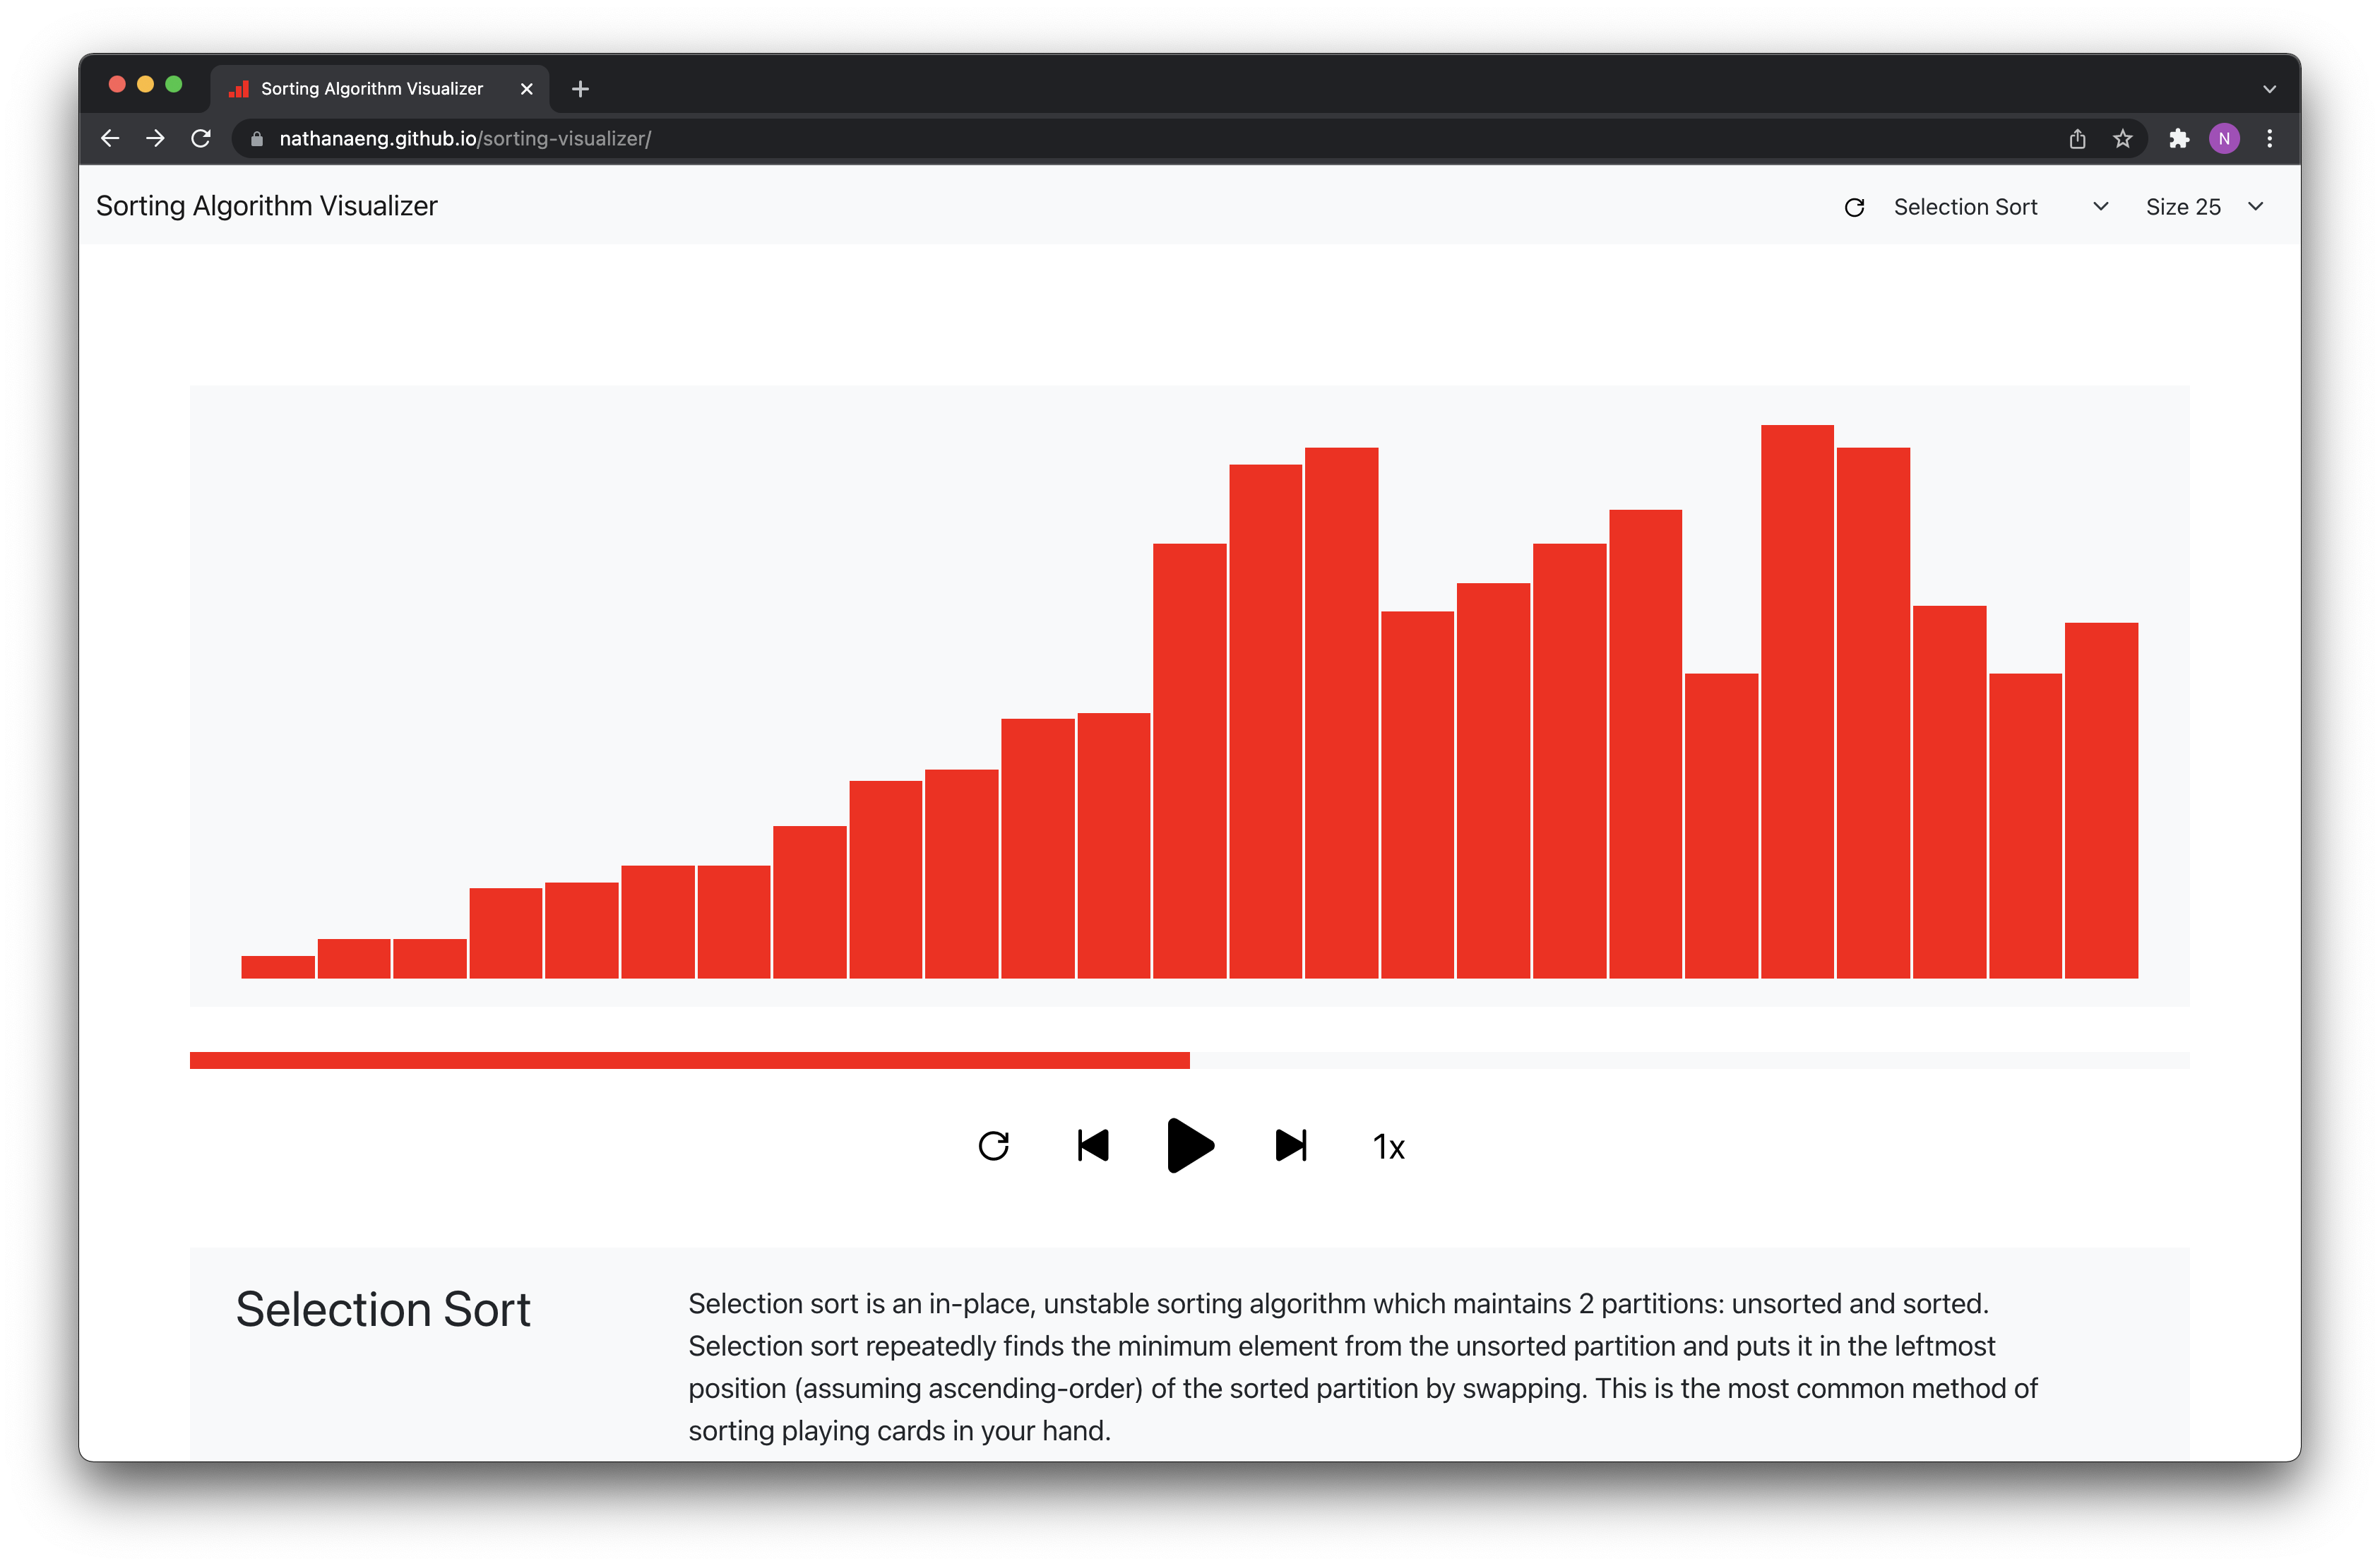 Sorting Algorithm Visualizer
nathanaeng.github.io/sorting-visualizer/
N
Sorting Algorithm Visualizer
Selection Sort
Size 25
1x
Selection Sort
Selection sort is an in-place, unstable sorting algorithm which maintains 2 partitions: unsorted and sorted.
Selection sort repeatedly finds the minimum element from the unsorted partition and puts it in the leftmost
position (assuming ascending-order) of the sorted partition by swapping. This is the most common method of
sorting playing cards in your hand.